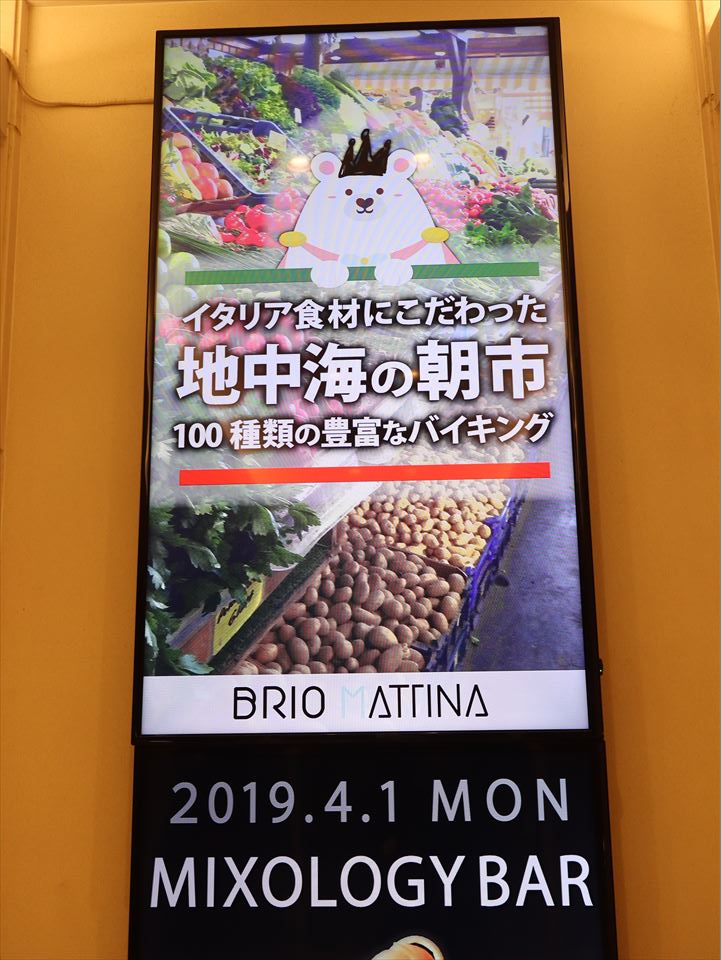 イタリア食材にこだわった
地中海の朝市
100 種類の豊富なバイキング
BRIO MATTINA
2019.4.1 MON
MIXOLOGY BAR